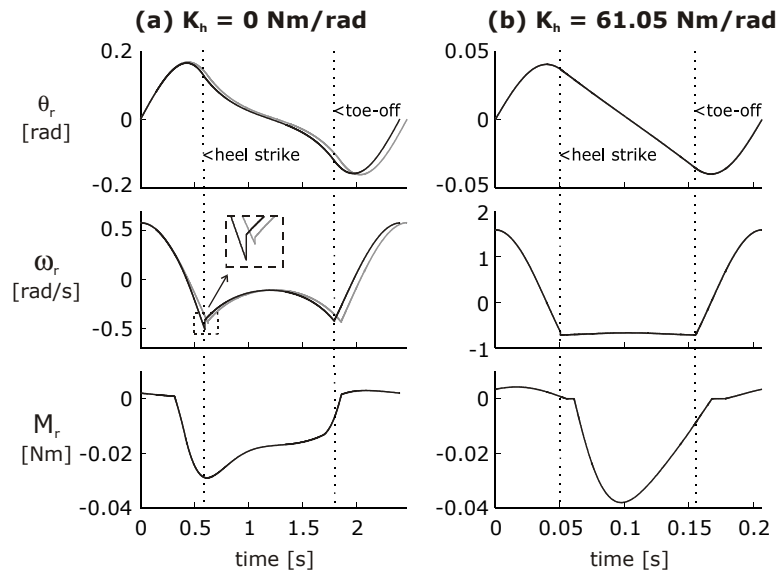 (a) Kₕ = 0 Nm/rad
(b) Kₕ = 61.05 Nm/rad
θᵣ
[rad]
0.2
0
-0.2
<heel strike
<toe-off
0.05
0
-0.05
<heel strike
<toe-off
ωᵣ
[rad/s]
0.5
0
-0.5
2
1
0
-1
Mᵣ
[Nm]
0
-0.02
-0.04
0
-0.02
-0.04
0
0.5
1
1.5
2
time [s]
0
0.05
0.1
0.15
0.2
time [s]